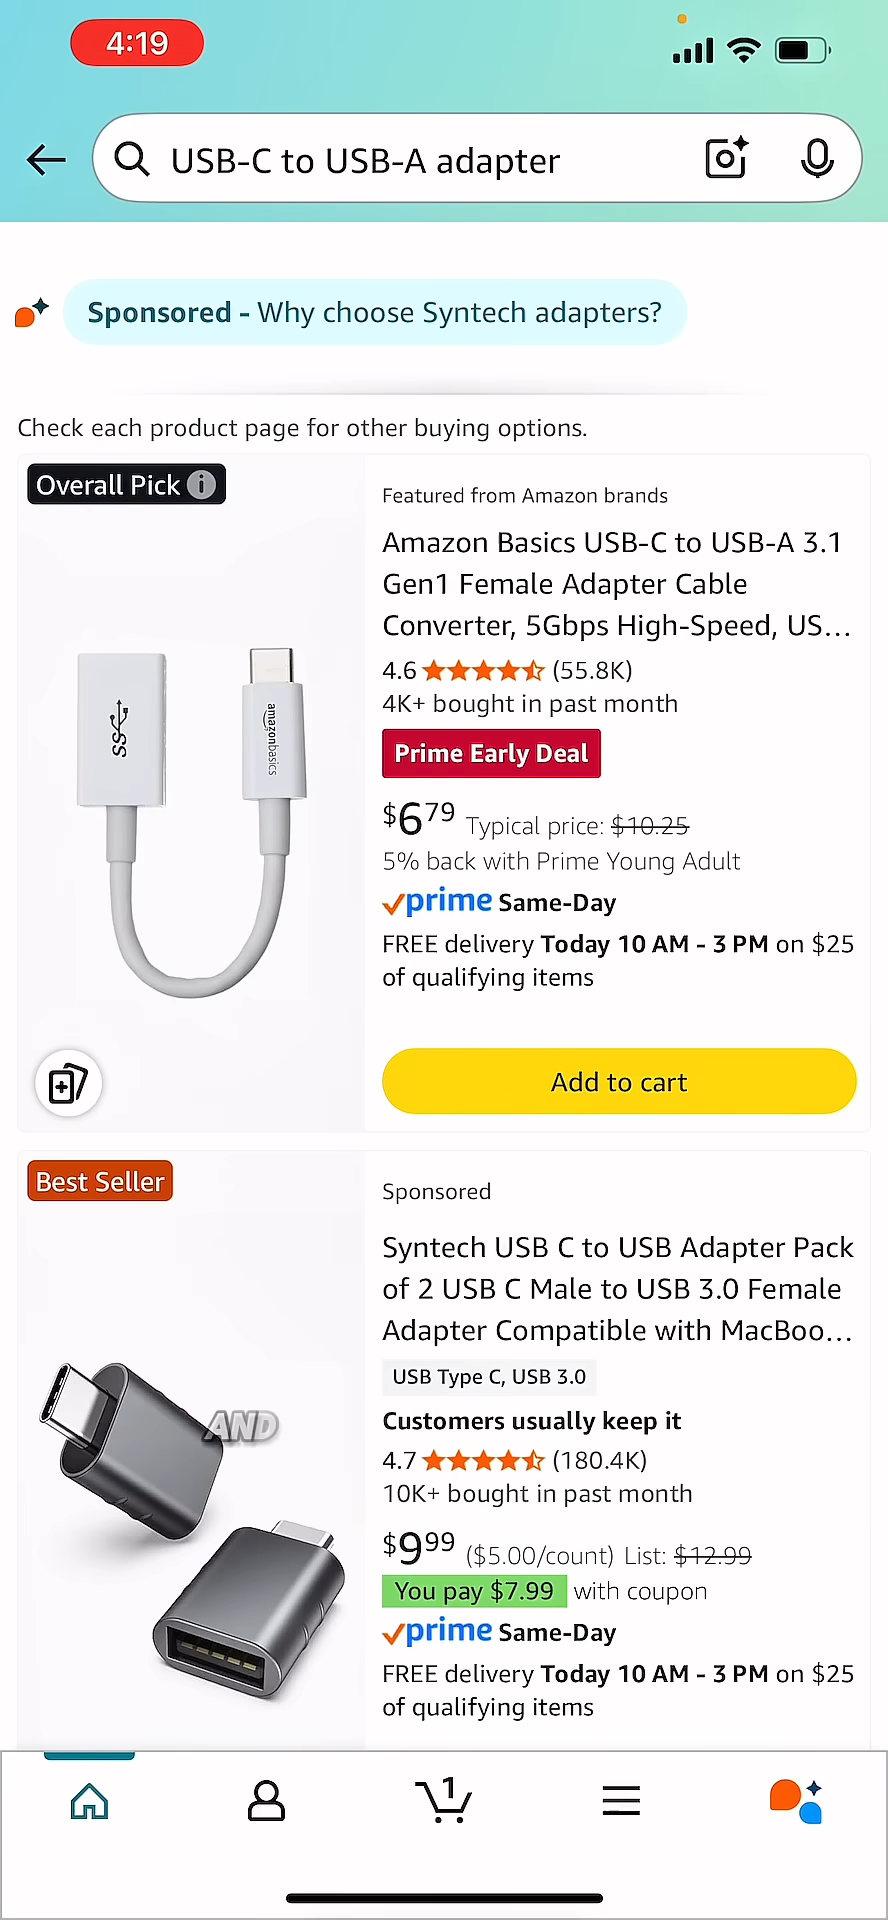 4:19
USB-C to USB-A adapter
Sponsored - Why choose Syntech adapters?
Check each product page for other buying options.
Overall Pick
Featured from Amazon brands
Amazon Basics USB-C to USB-A 3.1
Gen1 Female Adapter Cable
Converter, 5Gbps High-Speed, US...
4.6 (55.8K)
4K+ bought in past month
Prime Early Deal
$6.79 Typical price: $10.25
5% back with Prime Young Adult
prime Same-Day
FREE delivery Today 10 AM - 3 PM on $25
of qualifying items
Add to cart
SS
amazonbasics
Best Seller
Sponsored
Syntech USB C to USB Adapter Pack
of 2 USB C Male to USB 3.0 Female
Adapter Compatible with MacBoo...
USB Type C, USB 3.0
Customers usually keep it
4.7 (180.4K)
10K+ bought in past month
$9.99 ($5.00/count) List: $12.99
You pay $7.99 with coupon
prime Same-Day
FREE delivery Today 10 AM - 3 PM on $25
of qualifying items
AND
1